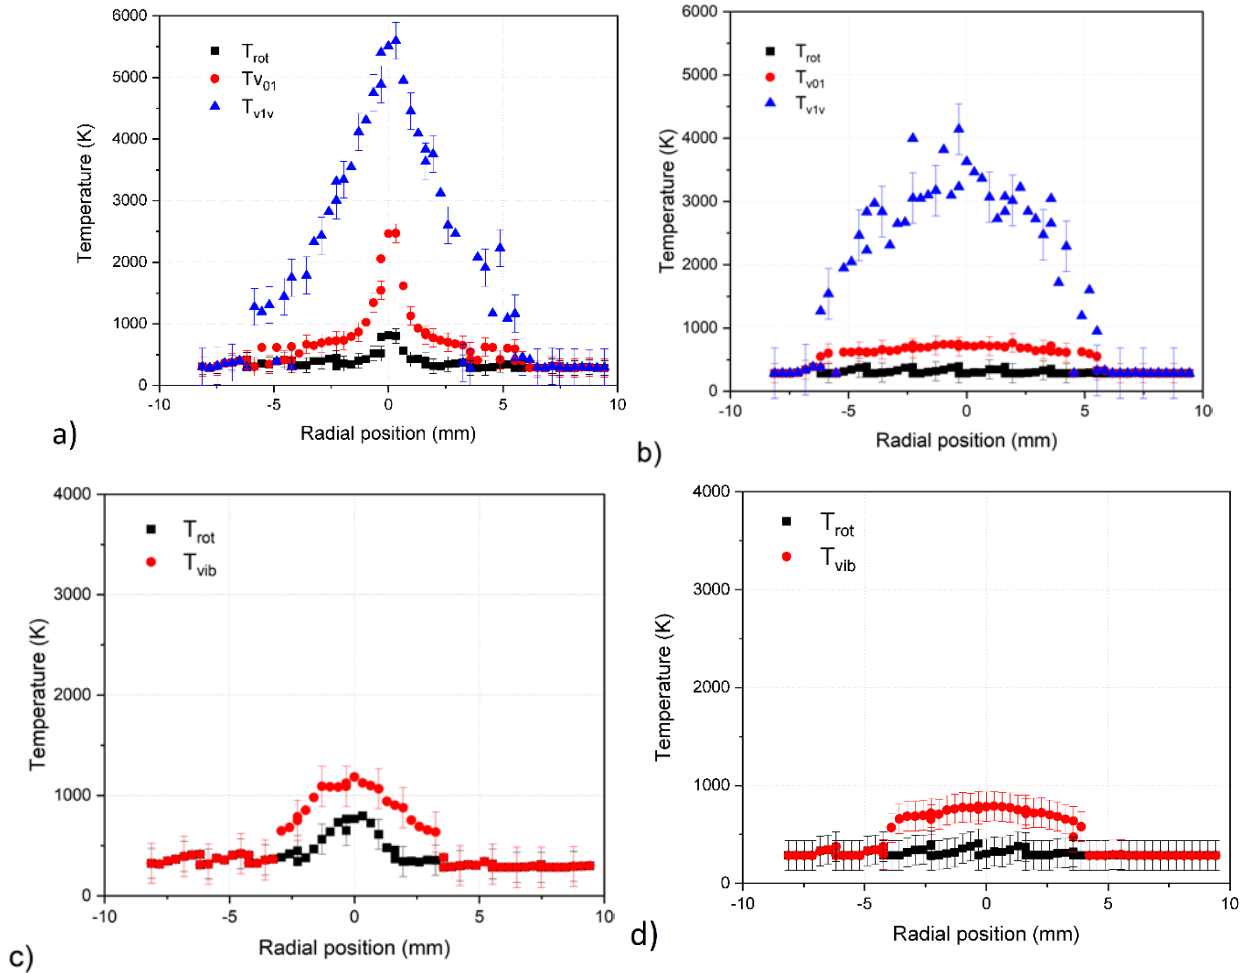 6000
5000
4000
3000
2000
1000
0
Temperature (K)
T_rot
Tv_01
T_v1v
-10
-5
0
5
10
Radial position (mm)
a)
6000
5000
4000
3000
2000
1000
0
Temperature (K)
T_rot
T_v01
T_v1v
-10
-5
0
5
10
Radial position (mm)
b)
4000
3000
2000
1000
0
Temperature (K)
T_rot
T_vib
-10
-5
0
5
10
Radial position (mm)
c)
4000
3000
2000
1000
0
Temperature (K)
T_rot
T_vib
-10
-5
0
5
10
Radial position (mm)
d)